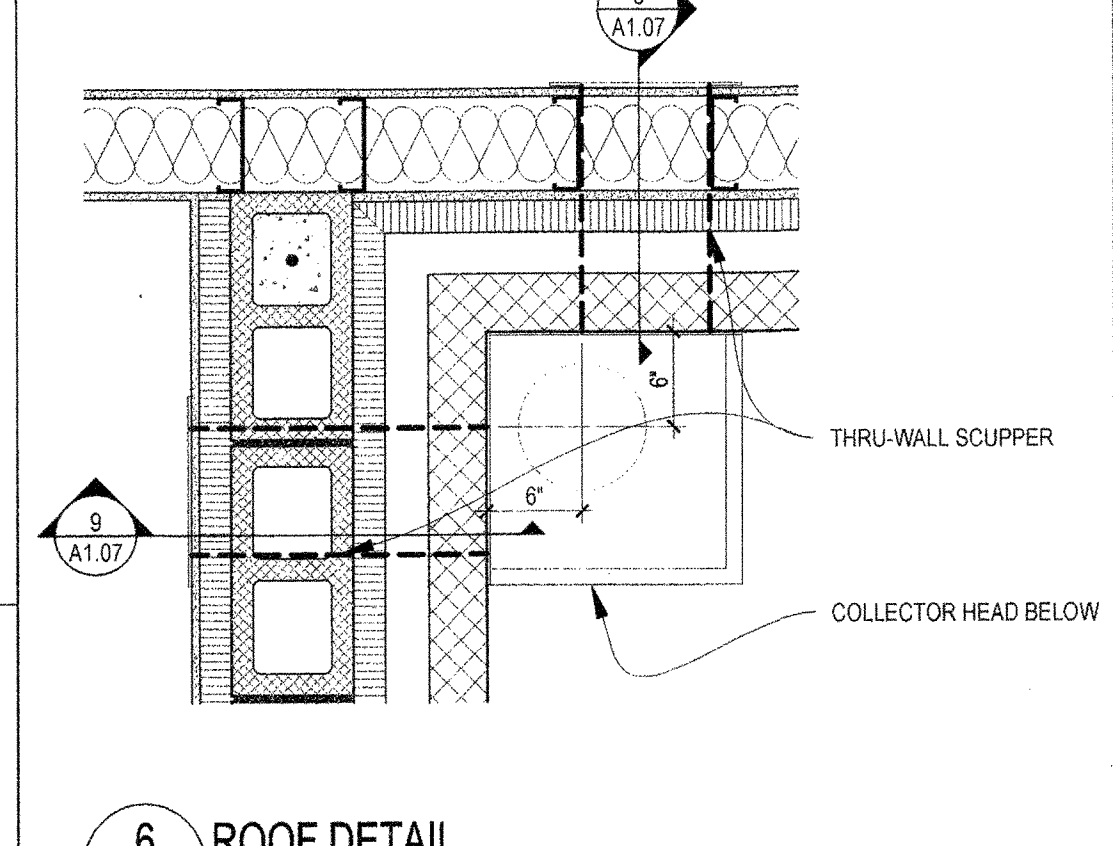 A1.07
6"
THRU-WALL SCUPPER
6"
9
A1.07
COLLECTOR HEAD BELOW
6 ROOF DETAIL